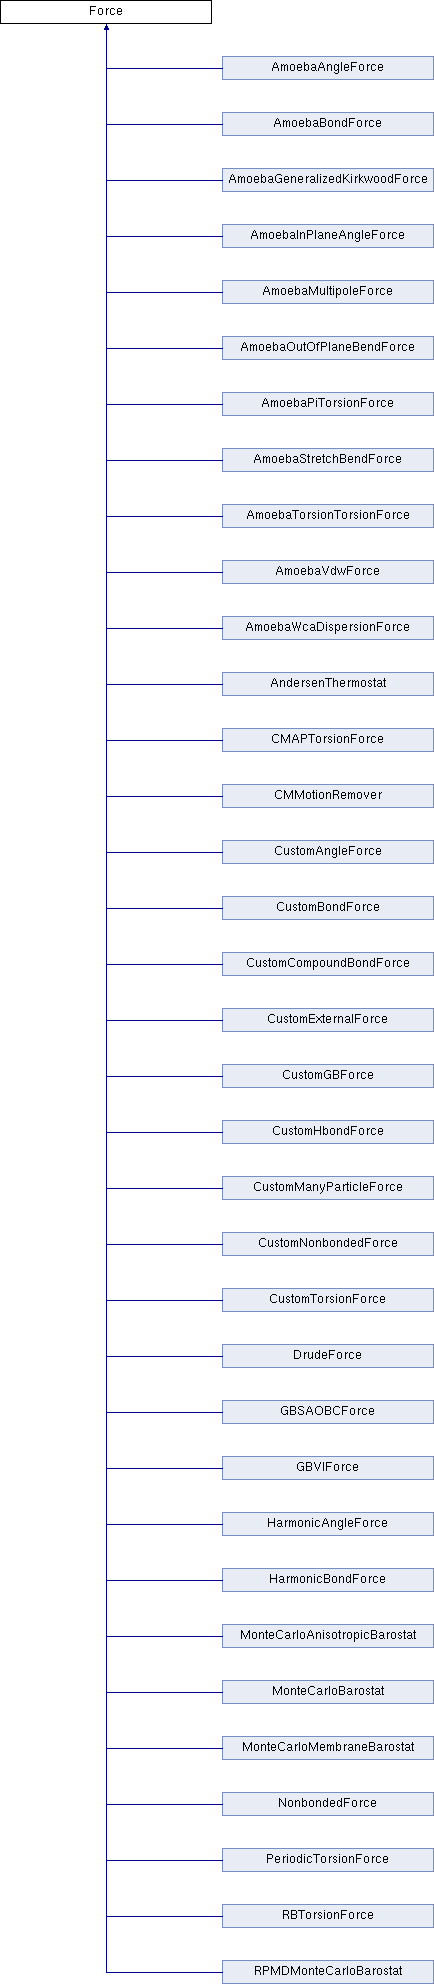 Force
AmoebaAngleForce
AmoebaBondForce
AmoebaGeneralizedKirkwoodForce
AmoebaInPlaneAngleForce
AmoebaMultipoleForce
AmoebaOutOfPlaneBendForce
AmoebaPiTorsionForce
AmoebaStretchBendForce
AmoebaTorsionTorsionForce
AmoebaVdwForce
AmoebaWcaDispersionForce
AndersenThermostat
CMAPTorsionForce
CMMotionRemover
CustomAngleForce
CustomBondForce
CustomCompoundBondForce
CustomExternalForce
CustomGBForce
CustomHbondForce
CustomManyParticleForce
CustomNonbondedForce
CustomTorsionForce
DrudeForce
GBSAOBCForce
GBVIForce
HarmonicAngleForce
HarmonicBondForce
MonteCarloAnisotropicBarostat
MonteCarloBarostat
MonteCarloMembraneBarostat
NonbondedForce
PeriodicTorsionForce
RBTorsionForce
RPMDMonteCarloBarostat